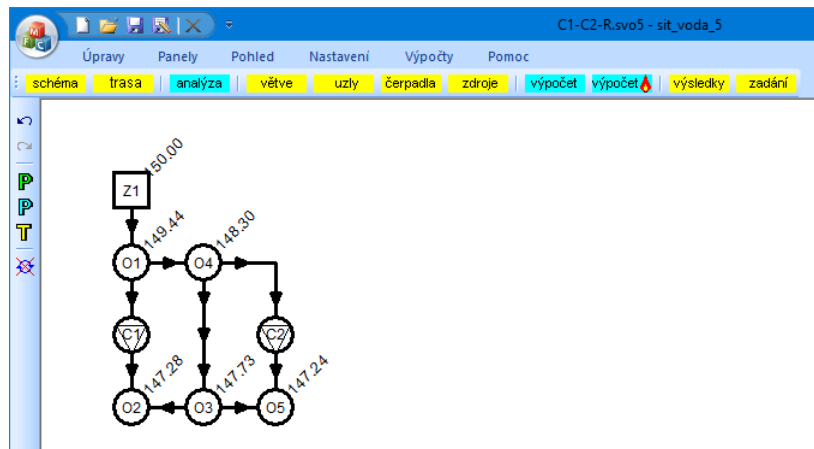 C1-C2-R.svo5 - sit_voda_5
Úpravy Panely Pohled Nastavení Výpočty Pomoc
schéma trasa analýza větve uzly čerpadla zdroje výpočet výpočet výsledky zadání
P
P
T
150.00
Z1
149.44 148.30
O1 O4
C1 C2
147.28 147.73 147.24
O2 O3 O5